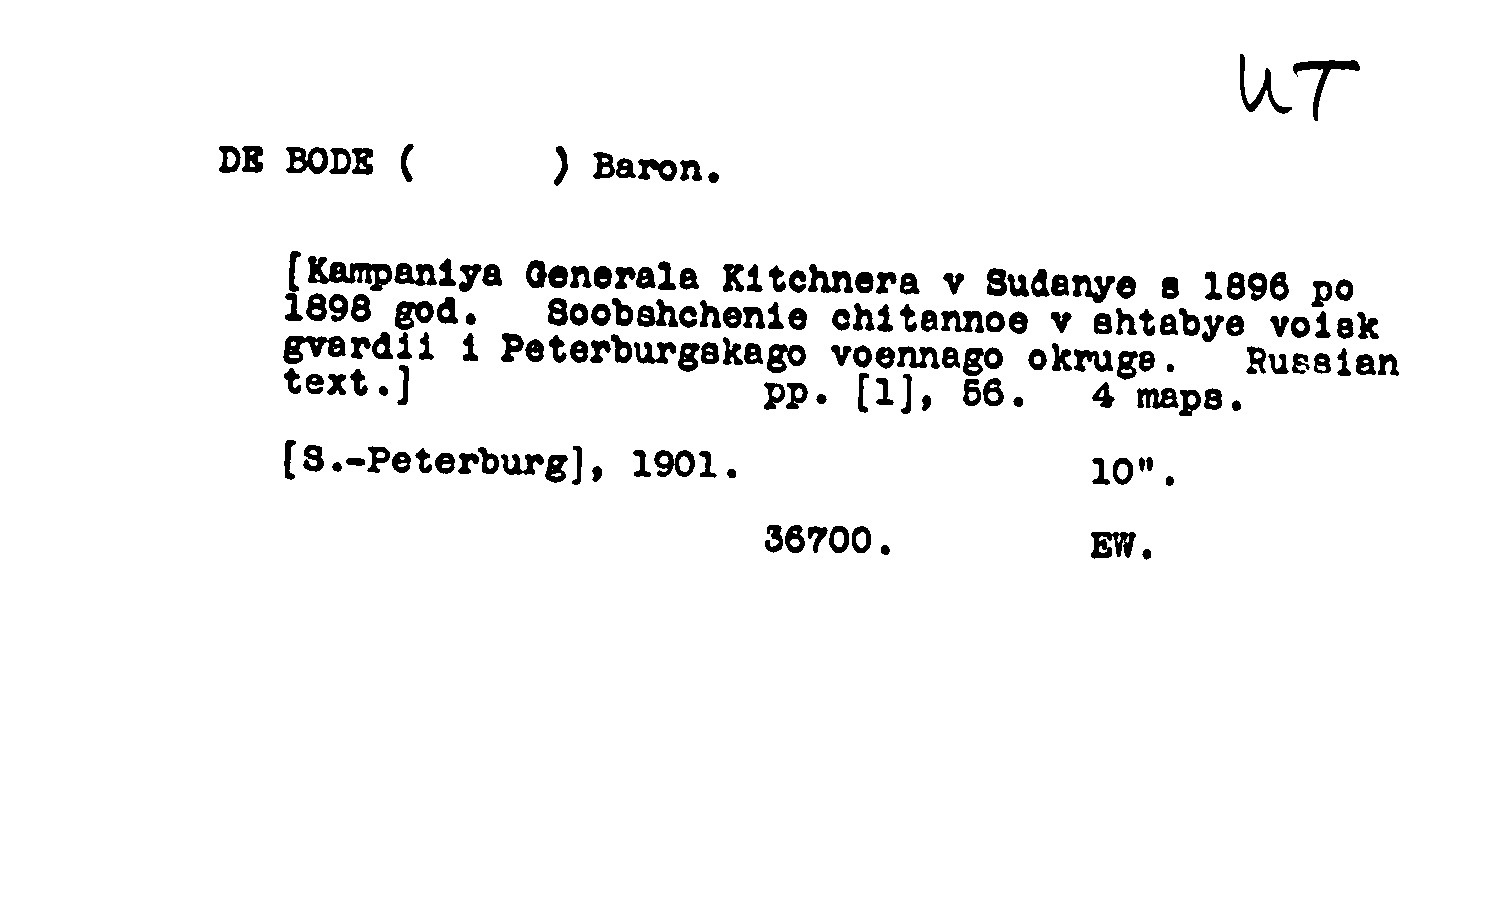 UT
DE BODE ( ) Baron.
[Kampaniya Generala Kitchnera v Sudanye s 1896 po
1898 god. Soobshchenie chitannoe v shtabye voisk
gvardii i Peterburgskago voennago okruga. Russian
text.] pp. [1], 56. 4 maps.
[S.-Peterburg], 1901. 10".
36700. EW.